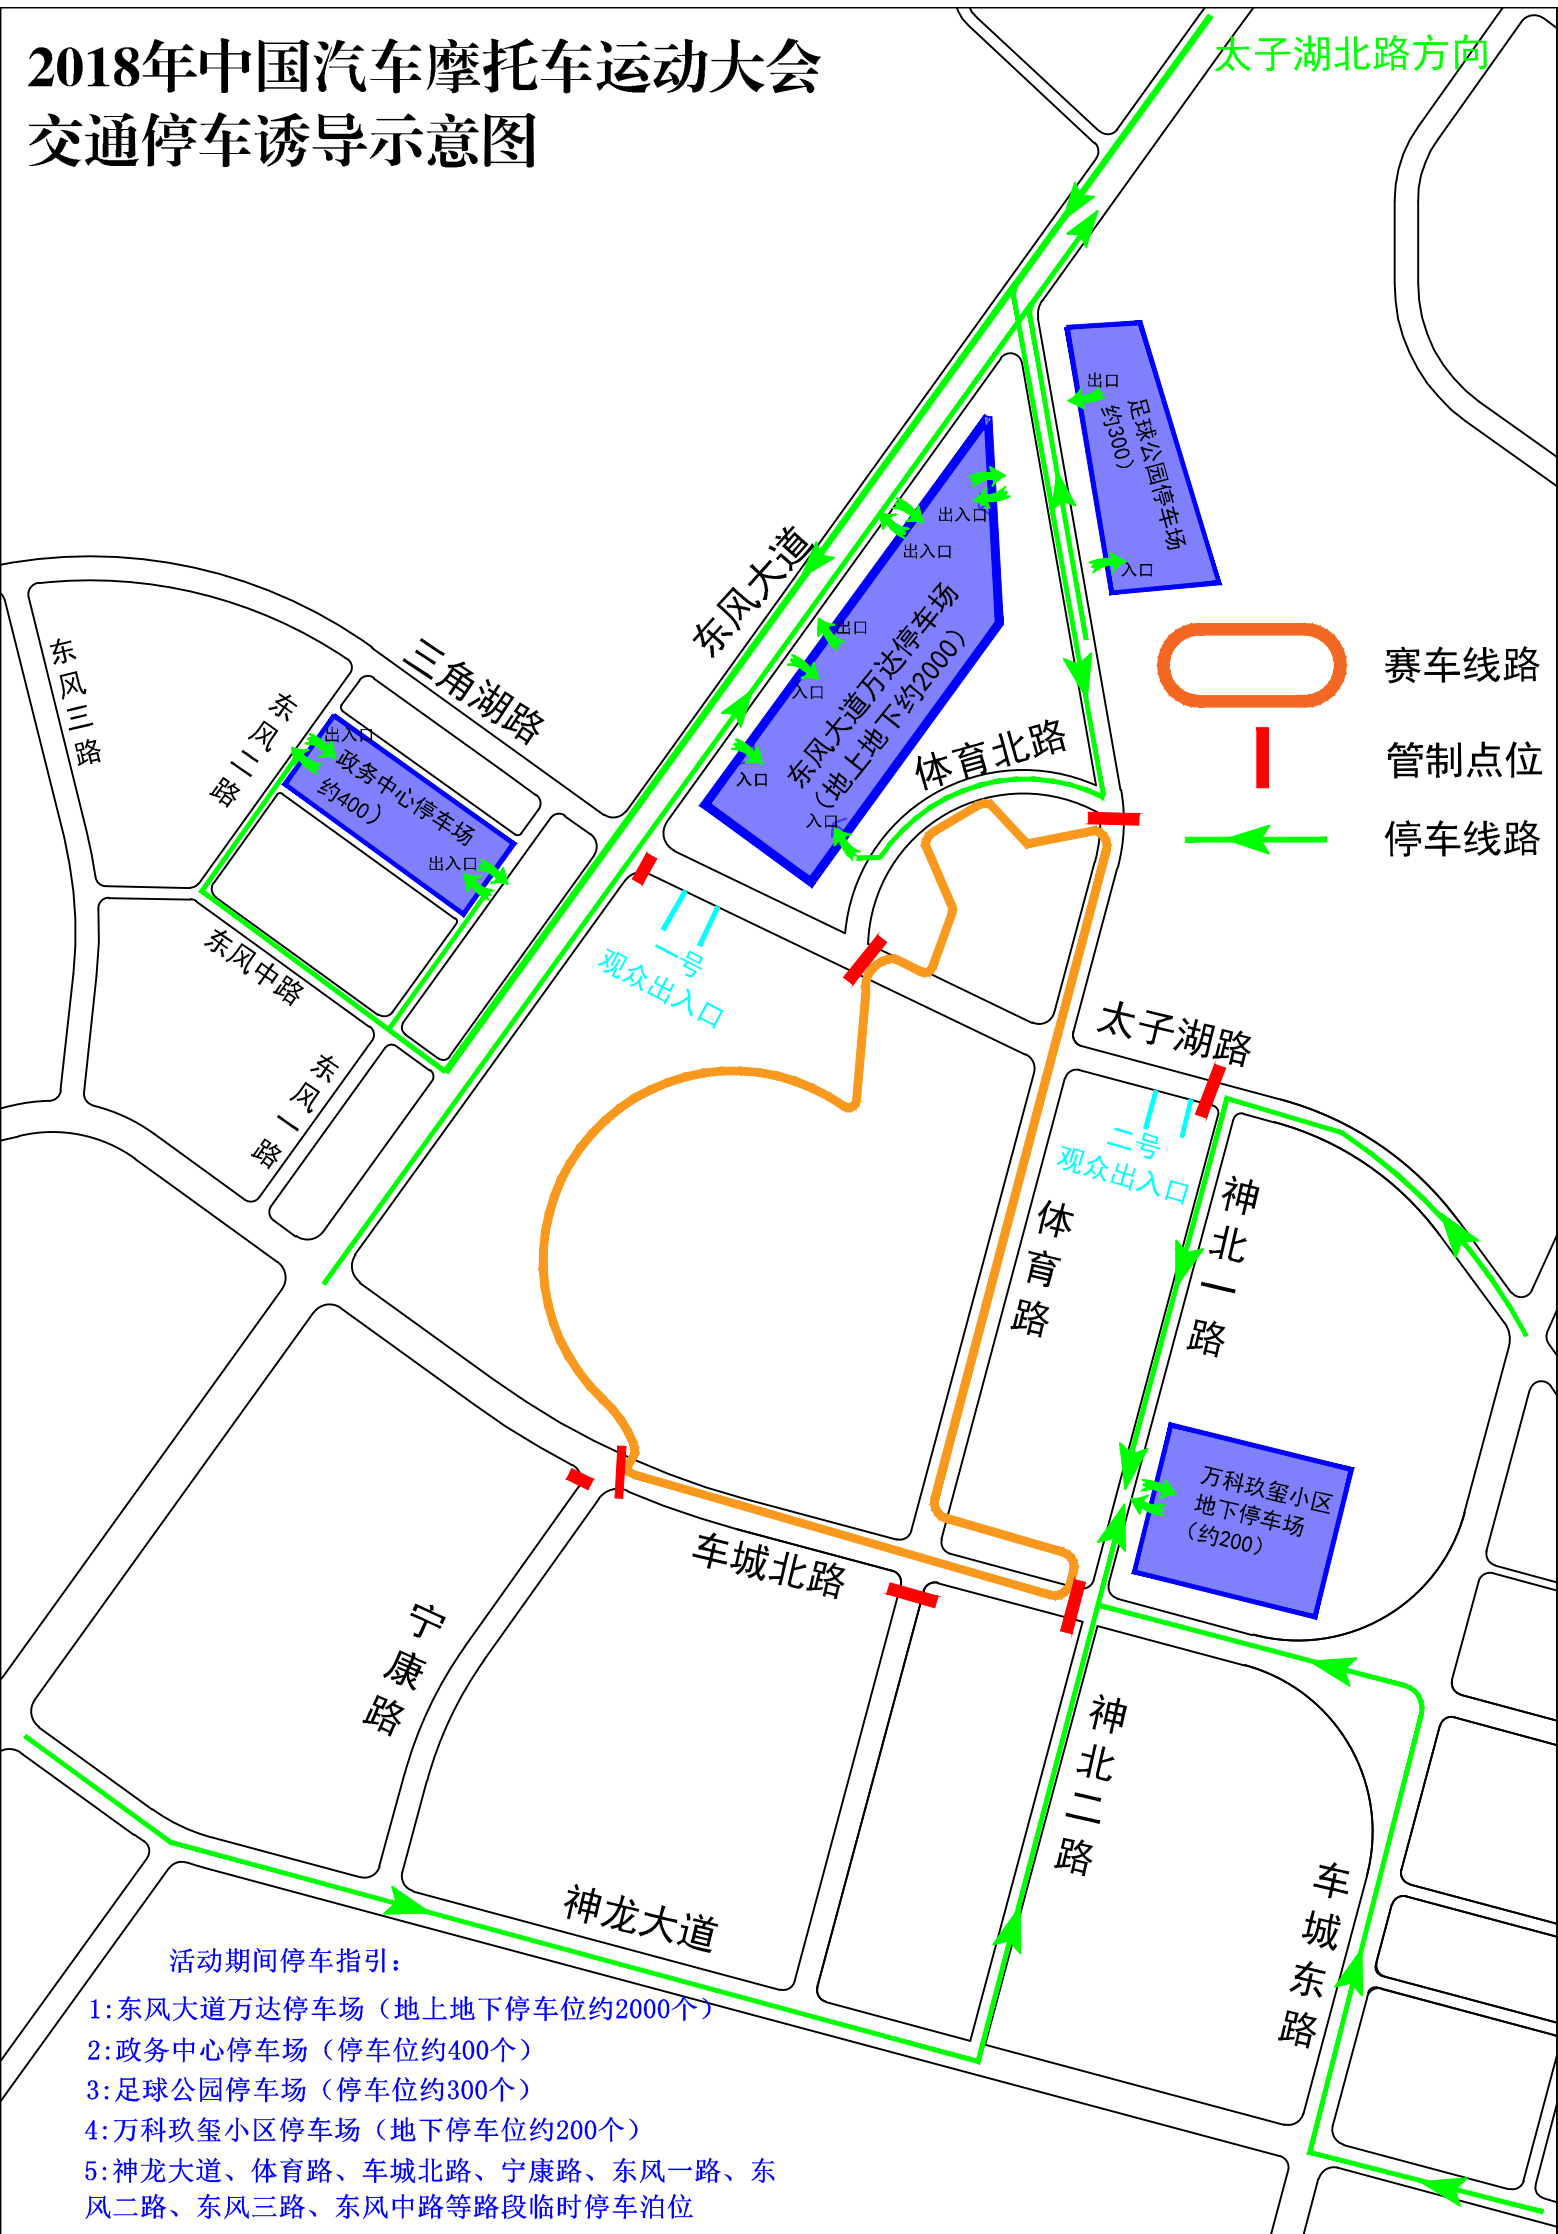 2018年中国汽车摩托车运动大会
交通停车诱导示意图
太子湖北路方向
出口
足球公园停车场
约300）
入口
出入口
出入口
东风大道
出口
入口
入口
东风大道万达停车场
（地上地下约2000）
入口
体育北路
赛车线路
管制点位
停车线路
三角湖路
东风三路
东风二路
出入口
政务中心停车场
约400）
出入口
东风中路
东风一路
一号
观众出入口
太子湖路
二号
观众出入口
体育路
神北一路
万科玖玺小区
地下停车场
（约200）
车城北路
宁康路
神北二路
车城东路
神龙大道
活动期间停车指引：
1:东风大道万达停车场（地上地下停车位约2000个）
2:政务中心停车场（停车位约400个）
3:足球公园停车场（停车位约300个）
4:万科玖玺小区停车场（地下停车位约200个）
5:神龙大道、体育路、车城北路、宁康路、东风一路、东
风二路、东风三路、东风中路等路段临时停车泊位